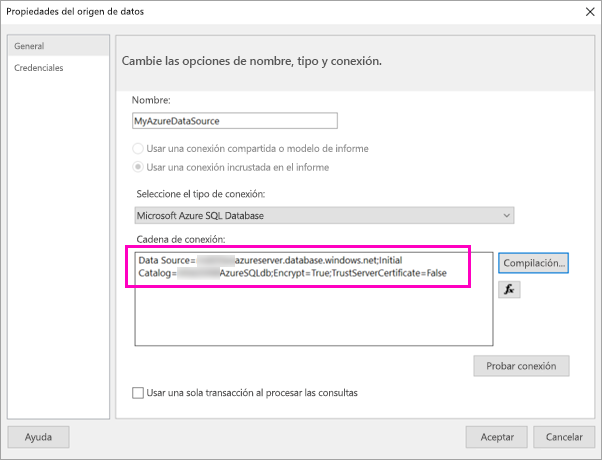 Propiedades del origen de datos
General
Credenciales
Cambie las opciones de nombre, tipo y conexión.
Nombre:
MyAzureDataSource
Usar una conexión compartida o modelo de informe
Usar una conexión incrustada en el informe
Seleccione el tipo de conexión:
Microsoft Azure SQL Database
Cadena de conexión:
Data Source= azureserver.database.windows.net;Initial
Catalog= AzureSQLdb;Encrypt=True;TrustServerCertificate=False
Compilación...
fx
Probar conexión
Usar una sola transacción al procesar las consultas
Ayuda
Aceptar
Cancelar